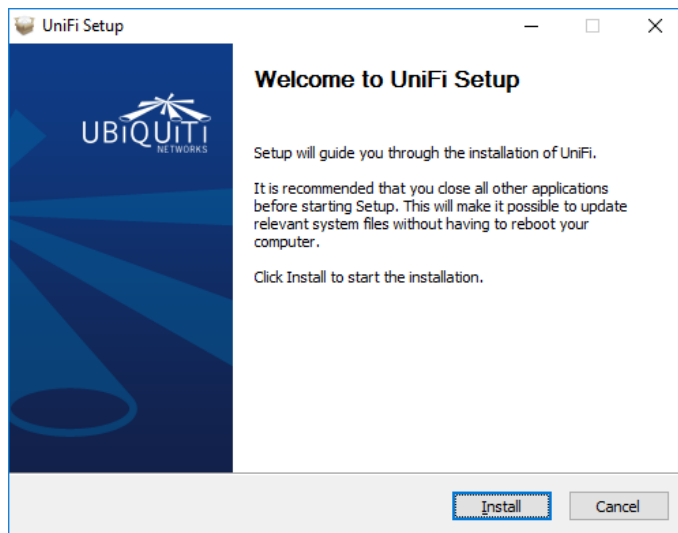 UniFi Setup
UBiQUiTi
NETWORKS
Welcome to UniFi Setup
Setup will guide you through the installation of UniFi.
It is recommended that you close all other applications
before starting Setup. This will make it possible to update
relevant system files without having to reboot your
computer.
Click Install to start the installation.
Install
Cancel